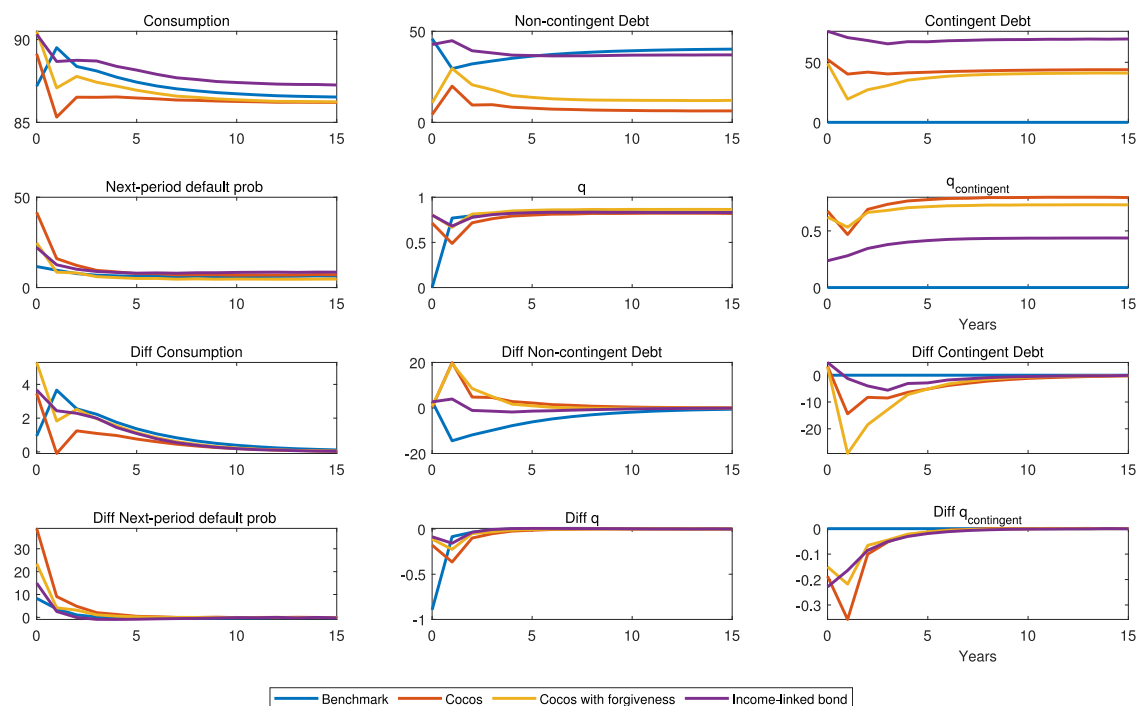 Consumption
90
85
0 5 10 15
Non-contingent Debt
50
0
0 5 10 15
Contingent Debt
50
0
0 5 10 15
Next-period default prob
50
0
0 5 10 15
q
1
0.5
0
0 5 10 15
q_contingent
0.5
0
0 5 10 15
Years
Diff Consumption
4
2
0
0 5 10 15
Diff Non-contingent Debt
20
0
-20
0 5 10 15
Diff Contingent Debt
0
-10
-20
0 5 10 15
Diff Next-period default prob
30
20
10
0
0 5 10 15
Diff q
0
-0.5
-1
0 5 10 15
Diff q_contingent
0
-0.1
-0.2
-0.3
0 5 10 15
Years
Benchmark Cocos Cocos with forgiveness Income-linked bond